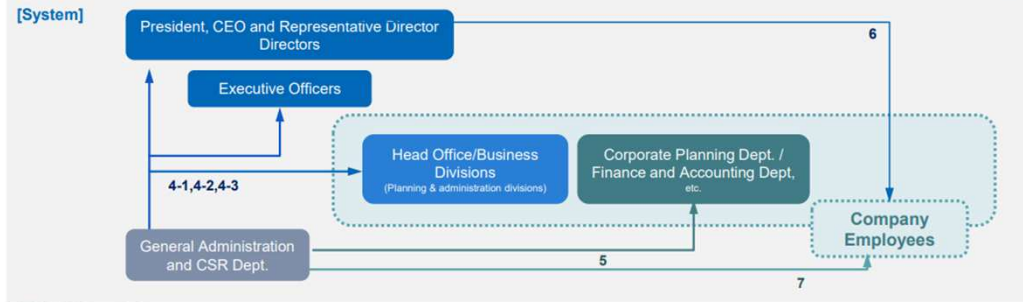 [System]
President, CEO and Representative Director
Directors
6
Executive Officers
Head Office/Business
Divisions
(Planning & administration divisions)
Corporate Planning Dept. /
Finance and Accounting Dept,
etc.
4-1,4-2,4-3
Company
Employees
General Administration
and CSR Dept.
5
7